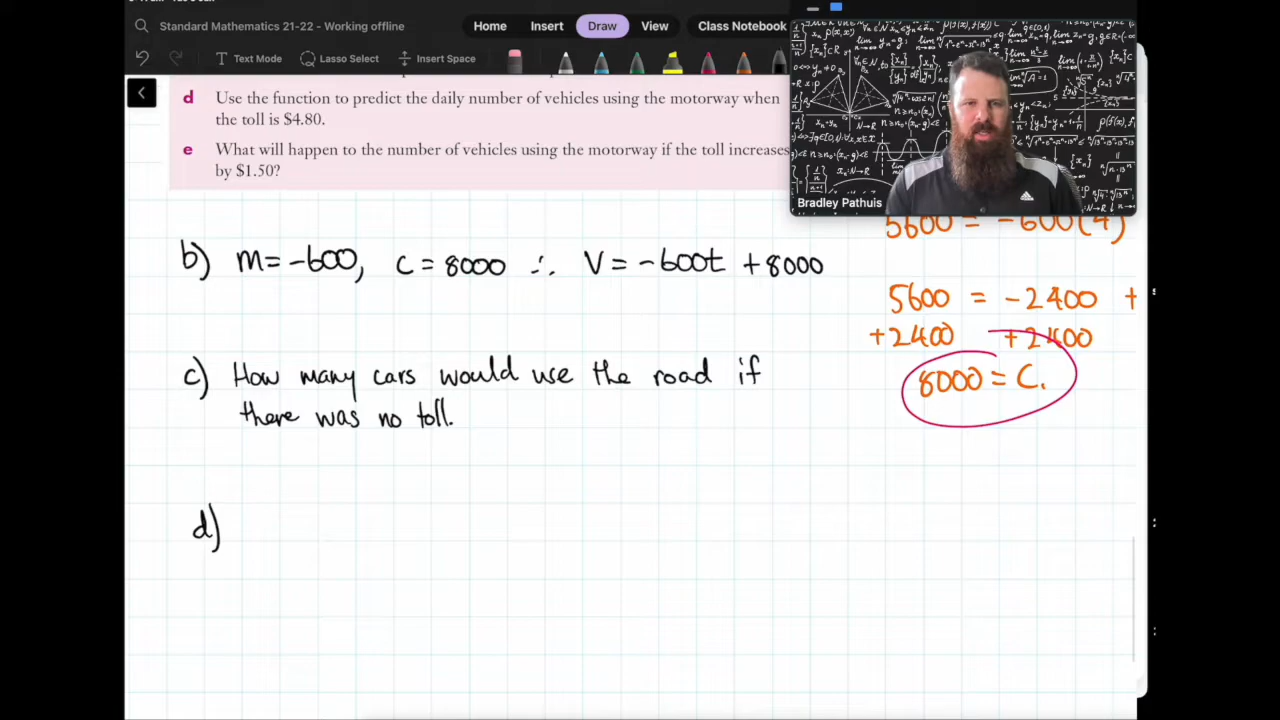 Standard Mathematics 21-22 - Working offline
Home Insert Draw View Class Notebook
Text Mode Lasso Select Insert Space
d Use the function to predict the daily number of vehicles using the motorway when
the toll is $4.80.
e What will happen to the number of vehicles using the motorway if the toll increases
by $1.50?
Bradley Pathuis
5600 = -600(4)
b) m = -600, c = 8000 ∴ V = -600t + 8000
5600 = -2400 +
+2400 +2400
8000 = C.
c) How many cars would use the road if
there was no toll.
d)